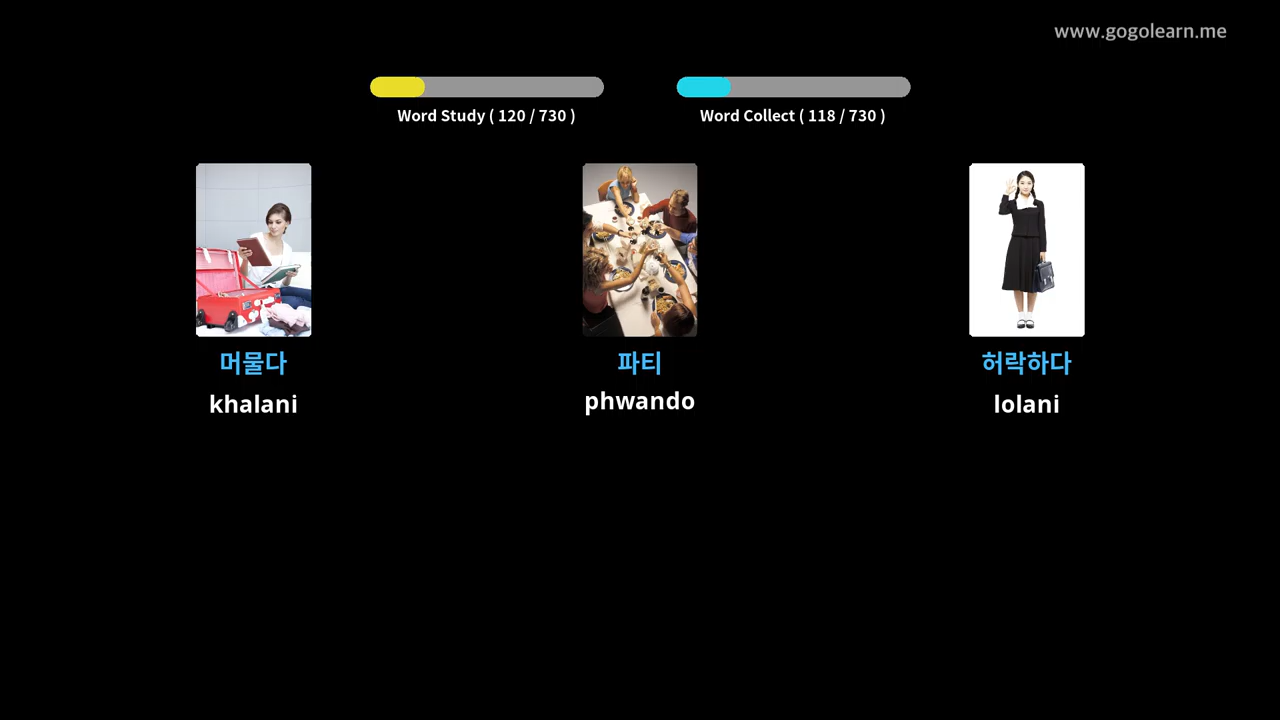 www.gogolearn.me
Word Study ( 120 / 730 )
Word Collect ( 118 / 730 )
머물다
khalani
파티
phwando
허락하다
lolani